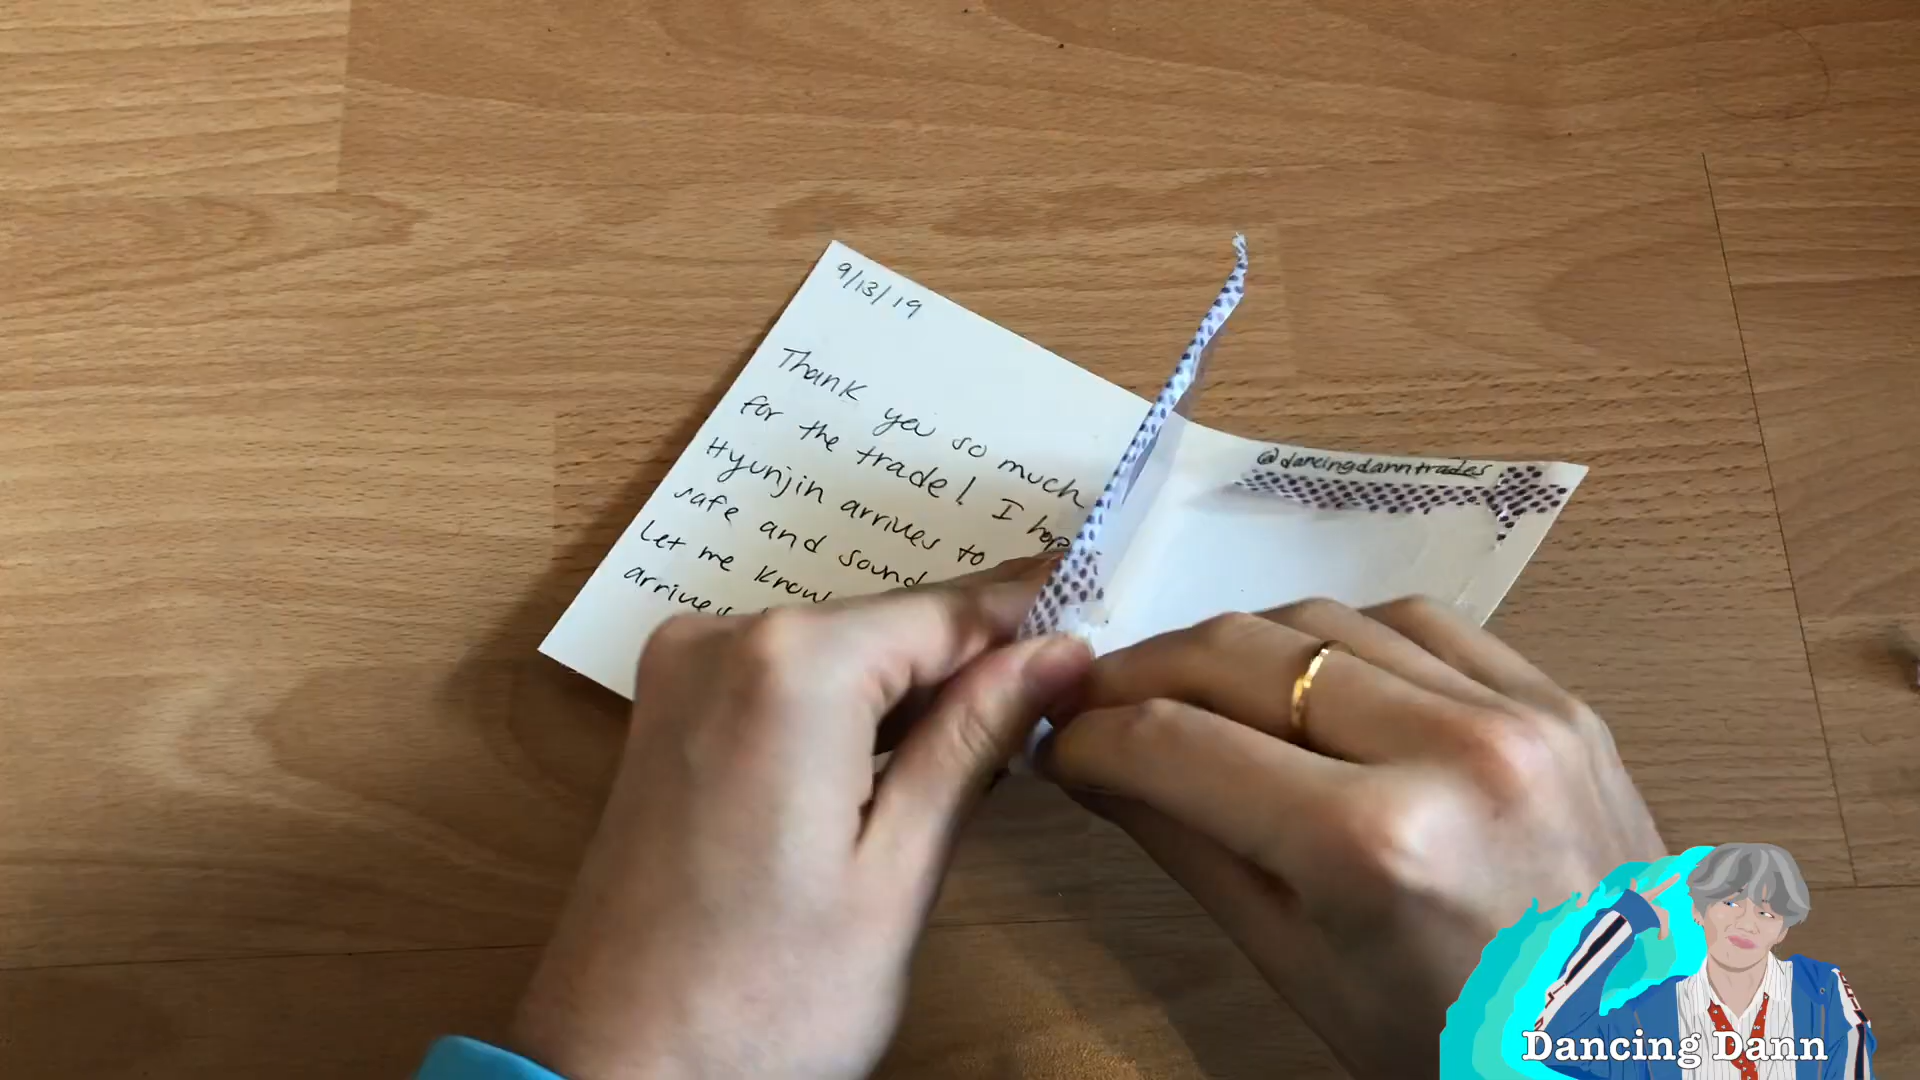 9/13/19
Thank you so much
for the trade! I
Hyunjin arrives to
safe and sound
Let me know
arrives
@dancingdanntrades
Dancing Dann